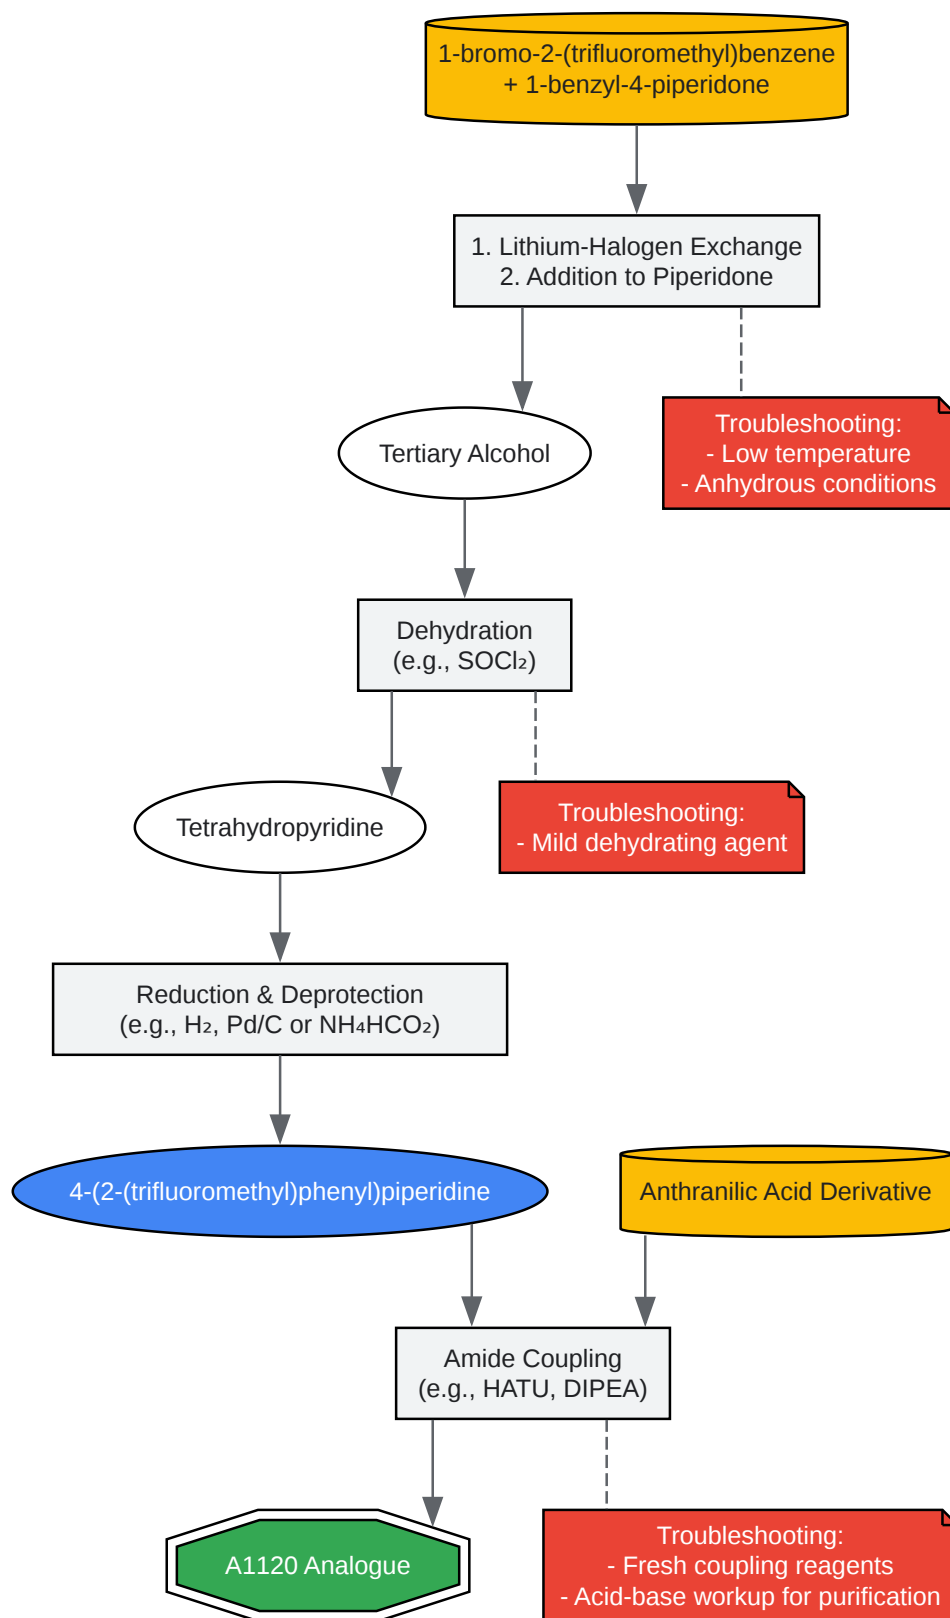 1-bromo-2-(trifluoromethyl)benzene
+ 1-benzyl-4-piperidone
1. Lithium-Halogen Exchange
2. Addition to Piperidone
Troubleshooting:
- Low temperature
- Anhydrous conditions
Tertiary Alcohol
Dehydration
(e.g., SOCl₂)
Troubleshooting:
- Mild dehydrating agent
Tetrahydropyridine
Reduction & Deprotection
(e.g., H₂, Pd/C or NH₄HCO₂)
4-(2-(trifluoromethyl)phenyl)piperidine
Anthranilic Acid Derivative
Amide Coupling
(e.g., HATU, DIPEA)
A1120 Analogue
Troubleshooting:
- Fresh coupling reagents
- Acid-base workup for purification